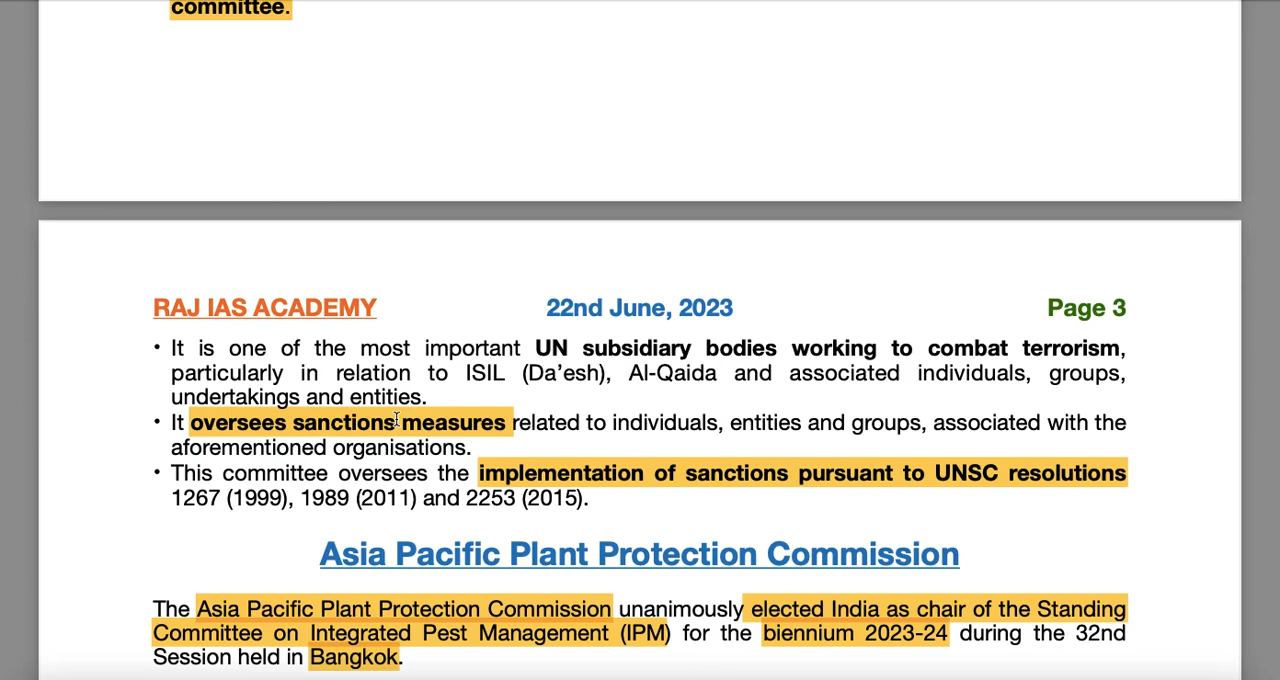 committee.
RAJ IAS ACADEMY 22nd June, 2023 Page 3
• It is one of the most important UN subsidiary bodies working to combat terrorism,
particularly in relation to ISIL (Da’esh), Al-Qaida and associated individuals, groups,
undertakings and entities.
• It oversees sanctions measures related to individuals, entities and groups, associated with the
aforementioned organisations.
• This committee oversees the implementation of sanctions pursuant to UNSC resolutions
1267 (1999), 1989 (2011) and 2253 (2015).
Asia Pacific Plant Protection Commission
The Asia Pacific Plant Protection Commission unanimously elected India as chair of the Standing
Committee on Integrated Pest Management (IPM) for the biennium 2023-24 during the 32nd
Session held in Bangkok.